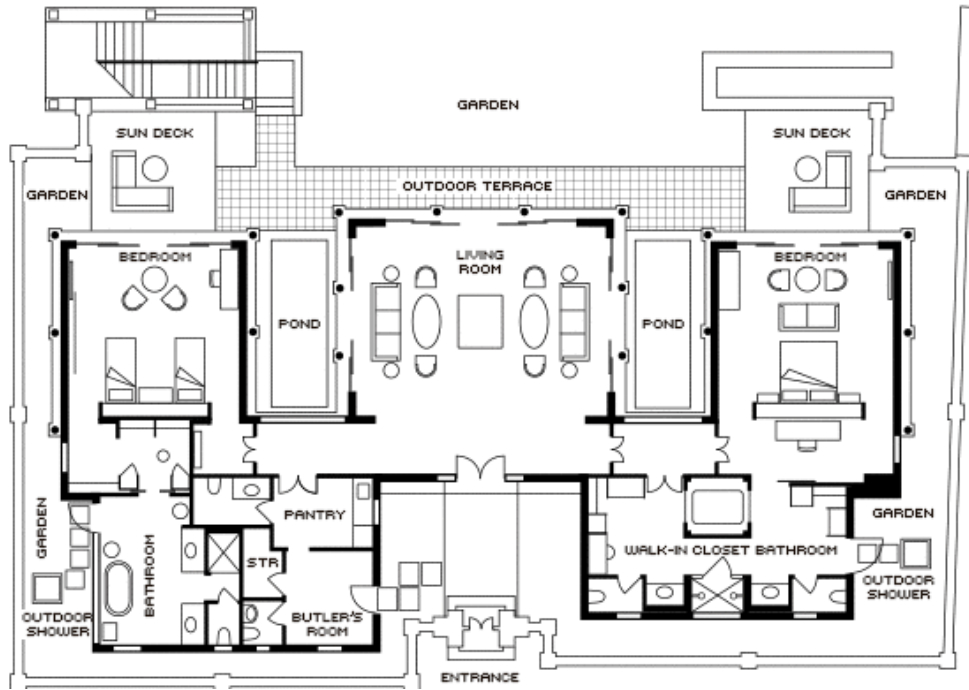 GARDEN
SUN DECK
SUN DECK
GARDEN
OUTDOOR TERRACE
GARDEN
BEDROOM
LIVING
ROOM
BEDROOM
POND
POND
PANTRY
GARDEN
GARDEN
WALK-IN CLOSET BATHROOM
BATHROOM
STR
OUTDOOR
SHOWER
BUTLER'S
ROOM
OUTDOOR
SHOWER
ENTRANCE